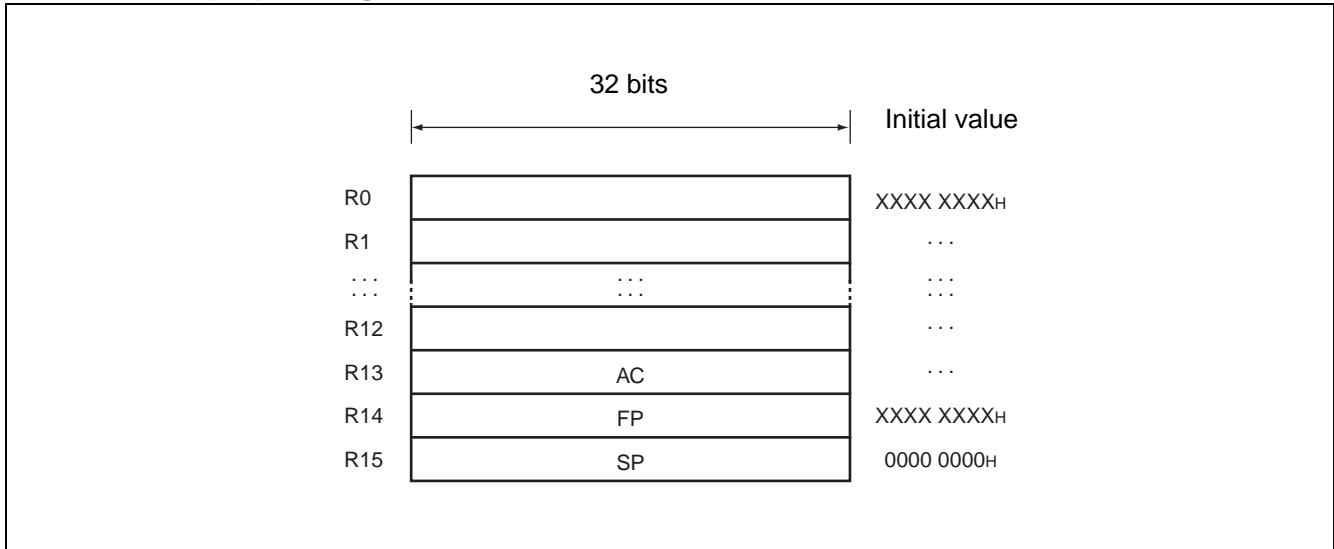 32 bits
Initial value
R0 XXXX XXXXH
R1 . . .
. . . . . . . . .
. . . . . . . . .
R12 . . .
R13 AC . . .
R14 FP XXXX XXXXH
R15 SP 0000 0000H